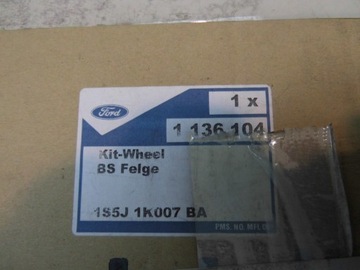 Ford
1 x
1 136 104
Kit-Wheel
BS Felge
1S5J 1K007 BA